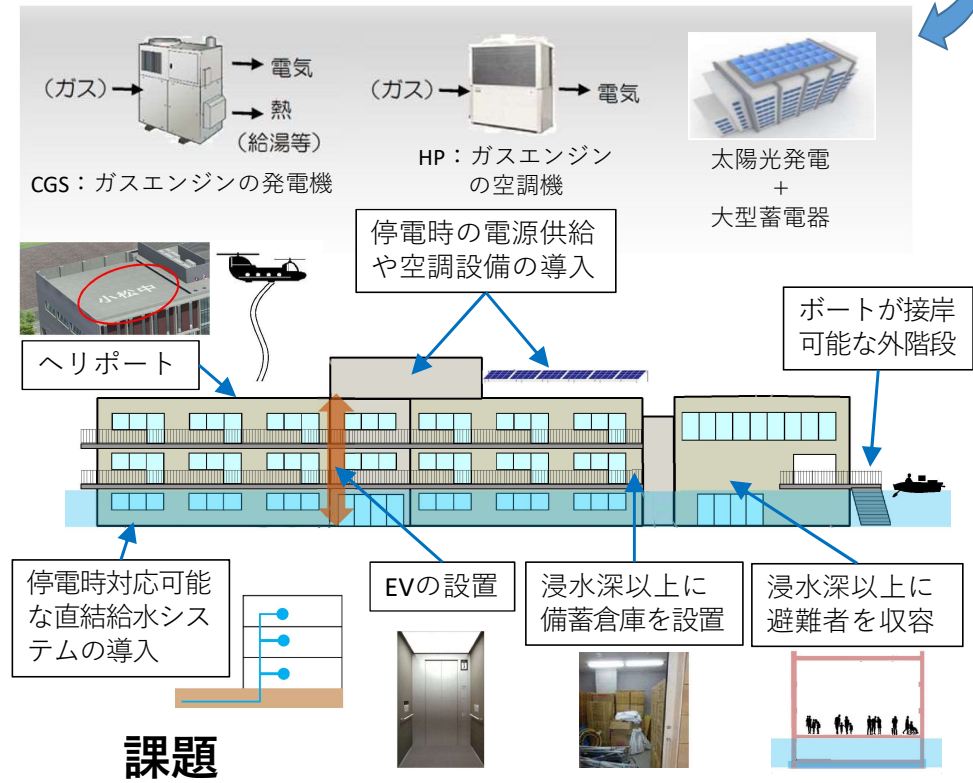 (ガス)
電気
熱
(給湯等)
CGS：ガスエンジンの発電機
(ガス)
電気
HP：ガスエンジン
の空調機
太陽光発電
+
大型蓄電器
停電時の電源供給
や空調設備の導入
小松中
ヘリポート
ボートが接岸
可能な外階段
停電時対応可能
な直結給水シス
テムの導入
EVの設置
浸水深以上に
備蓄倉庫を設置
浸水深以上に
避難者を収容
課題